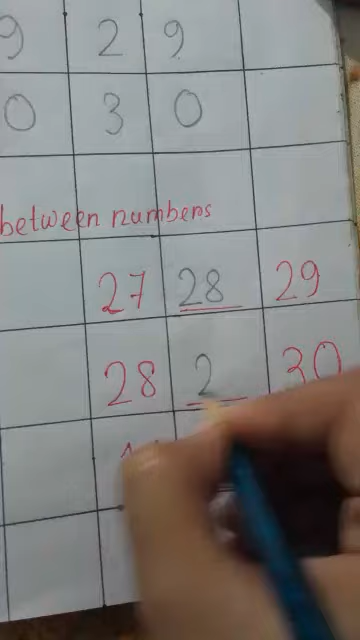 9 2 9
0 3 0
between numbers
27 28 29
28 2 30